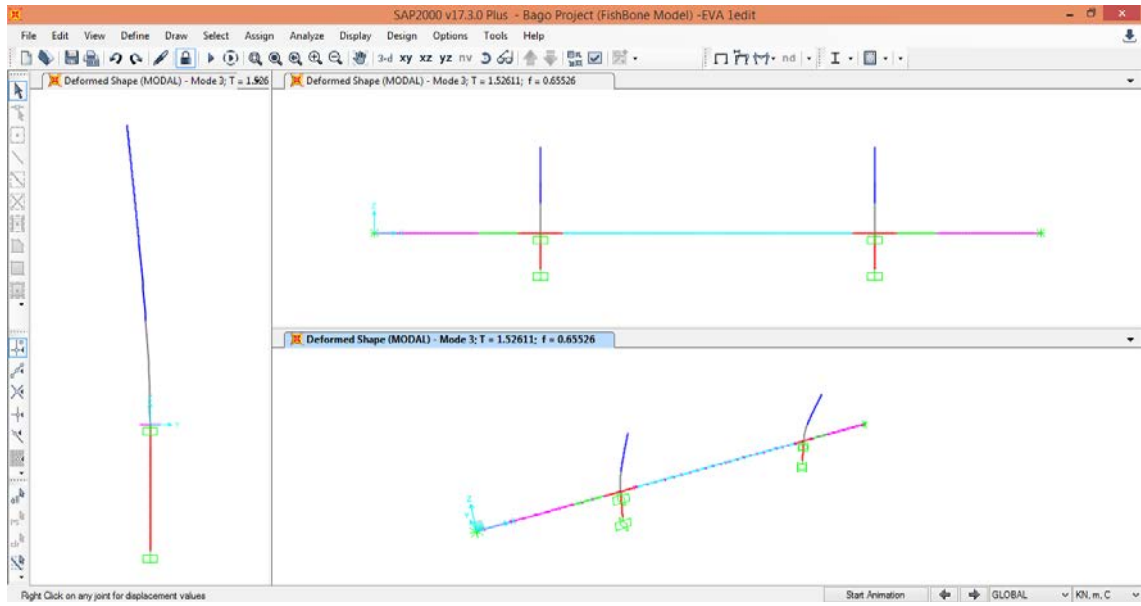 SAP2000 v17.3.0 Plus - Bago Project (FishBone Model) -EVA 1edit
File Edit View Define Draw Select Assign Analyze Display Design Options Tools Help
3-d xy xz yz nv nd
Deformed Shape (MODAL) - Mode 3; T = 1.526
Deformed Shape (MODAL) - Mode 3; T = 1.52611; f = 0.65526
Deformed Shape (MODAL) - Mode 3; T = 1.52611; f = 0.65526
all
Right Click on any joint for displacement values
Start Animation
GLOBAL
KN, m, C